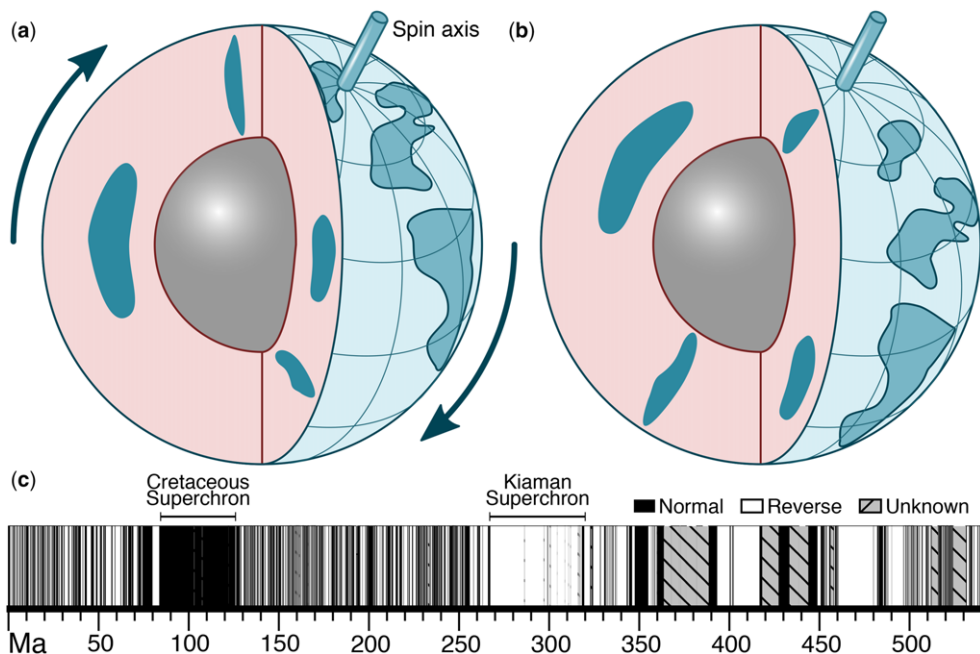 (a)
Spin axis
(b)
(c)
Cretaceous
Superchron
Kiaman
Superchron
Normal
Reverse
Unknown
Ma
50
100
150
200
250
300
350
400
450
500